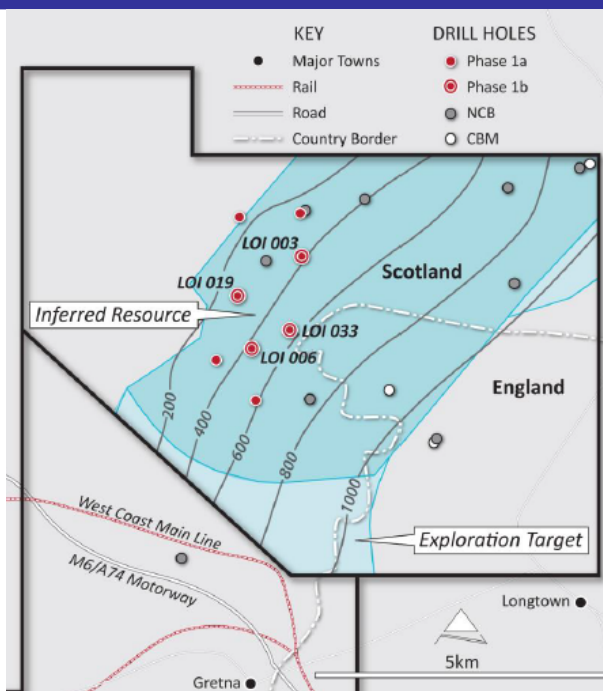 KEY
Major Towns
Rail
Road
Country Border
DRILL HOLES
Phase 1a
Phase 1b
NCB
CBM
LOI 003
Scotland
LOI 019
Inferred Resource
LOI 033
LOI 006
England
200
400
600
800
1000
West Coast Main Line
Exploration Target
M6/A74 Motorway
Longtown
5km
Gretna